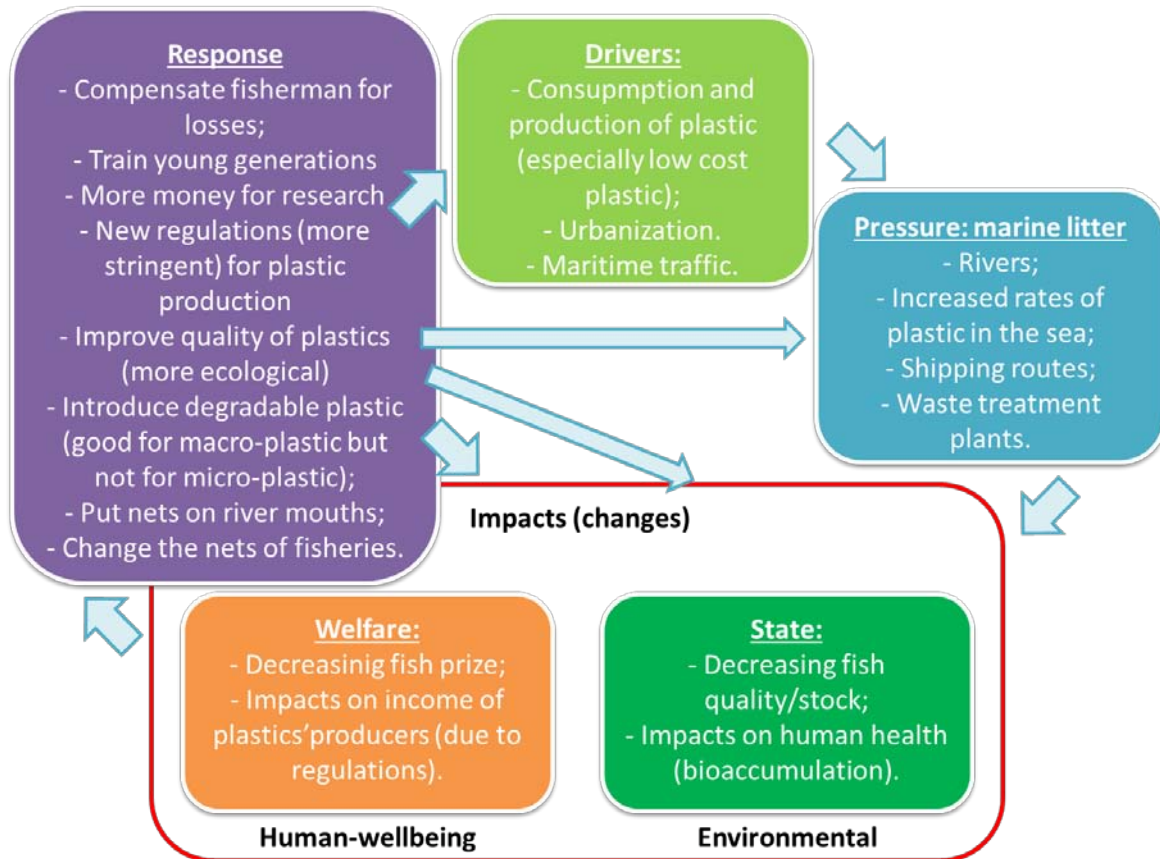 Response
- Compensate fisherman for
losses;
- Train young generations
- More money for research
- New regulations (more
stringent) for plastic
production
- Improve quality of plastics
(more ecological)
- Introduce degradable plastic
(good for macro-plastic but
not for micro-plastic);
- Put nets on river mouths;
- Change the nets of fisheries.
Drivers:
- Consupmption and
production of plastic
(especially low cost
plastic);
- Urbanization.
- Maritime traffic.
Pressure: marine litter
- Rivers;
- Increased rates of
plastic in the sea;
- Shipping routes;
- Waste treatment
plants.
Impacts (changes)
Welfare:
- Decreasinig fish prize;
- Impacts on income of
plastics'producers (due to
regulations).
Human-wellbeing
State:
- Decreasing fish
quality/stock;
- Impacts on human health
(bioaccumulation).
Environmental